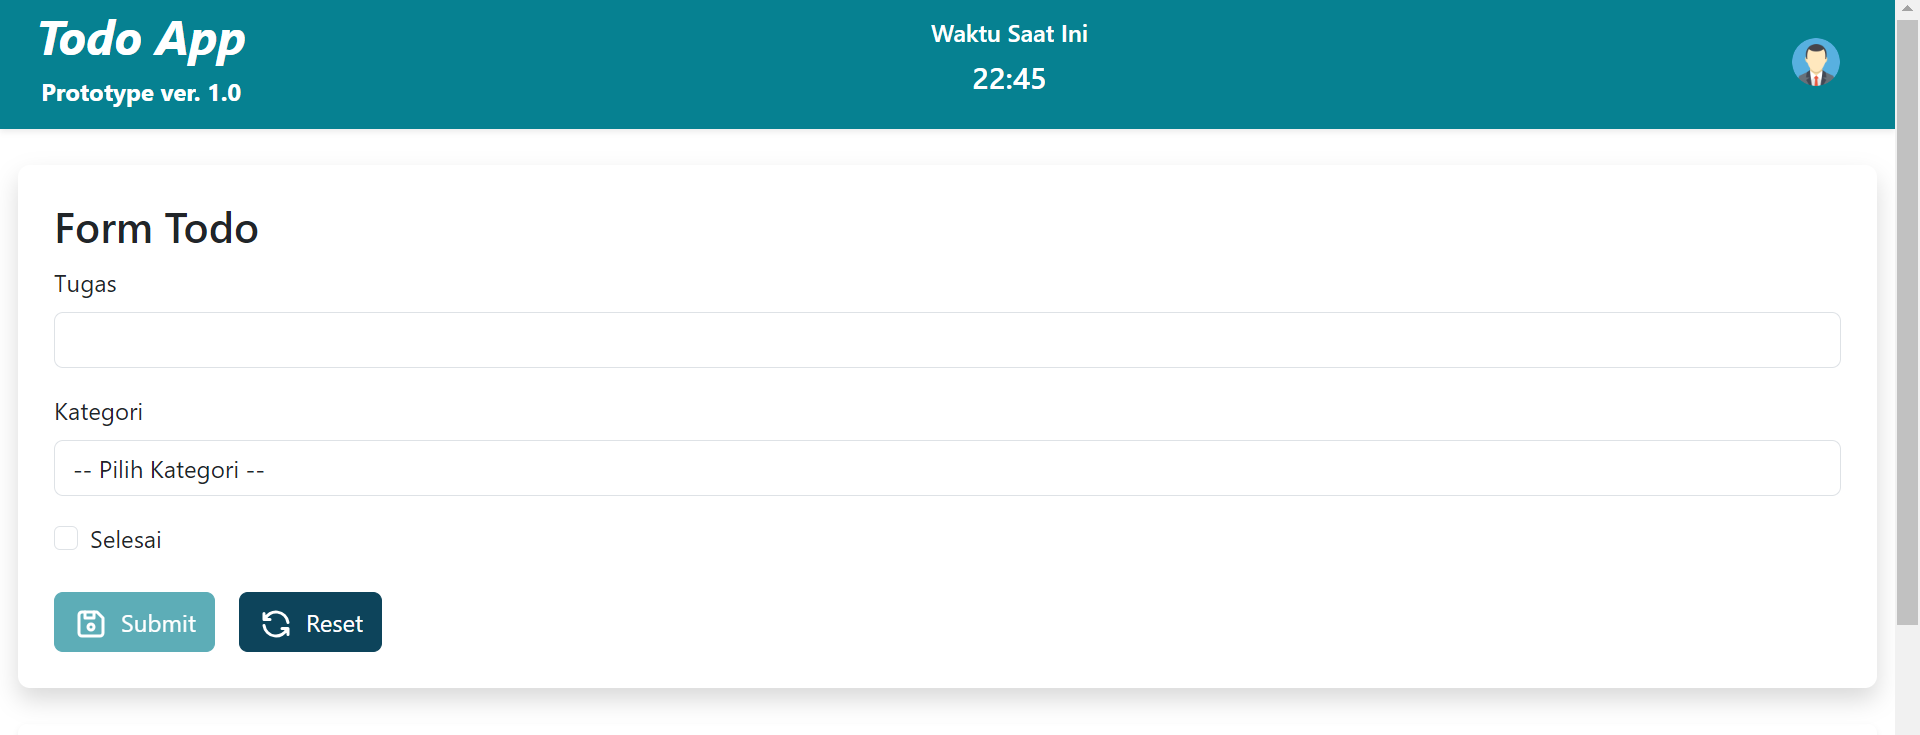 Todo App
Prototype ver. 1.0
Waktu Saat Ini
22:45
Form Todo
Tugas
Kategori
-- Pilih Kategori --
Selesai
Submit
Reset